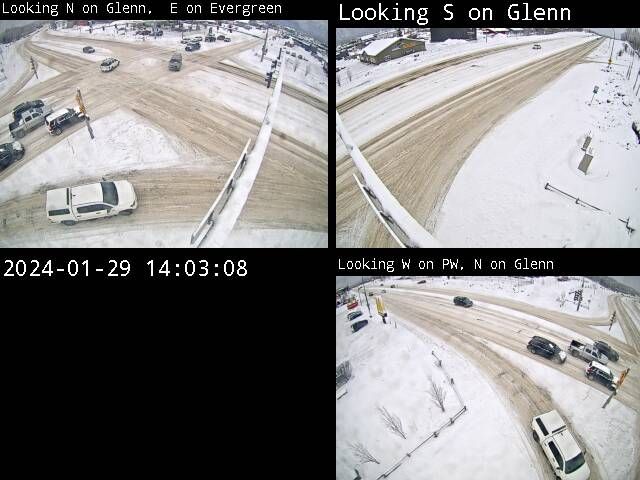 Looking N on Glenn,  E on Evergreen
Looking S on Glenn
2024-01-29 14:03:08
Looking W on PW, N on Glenn